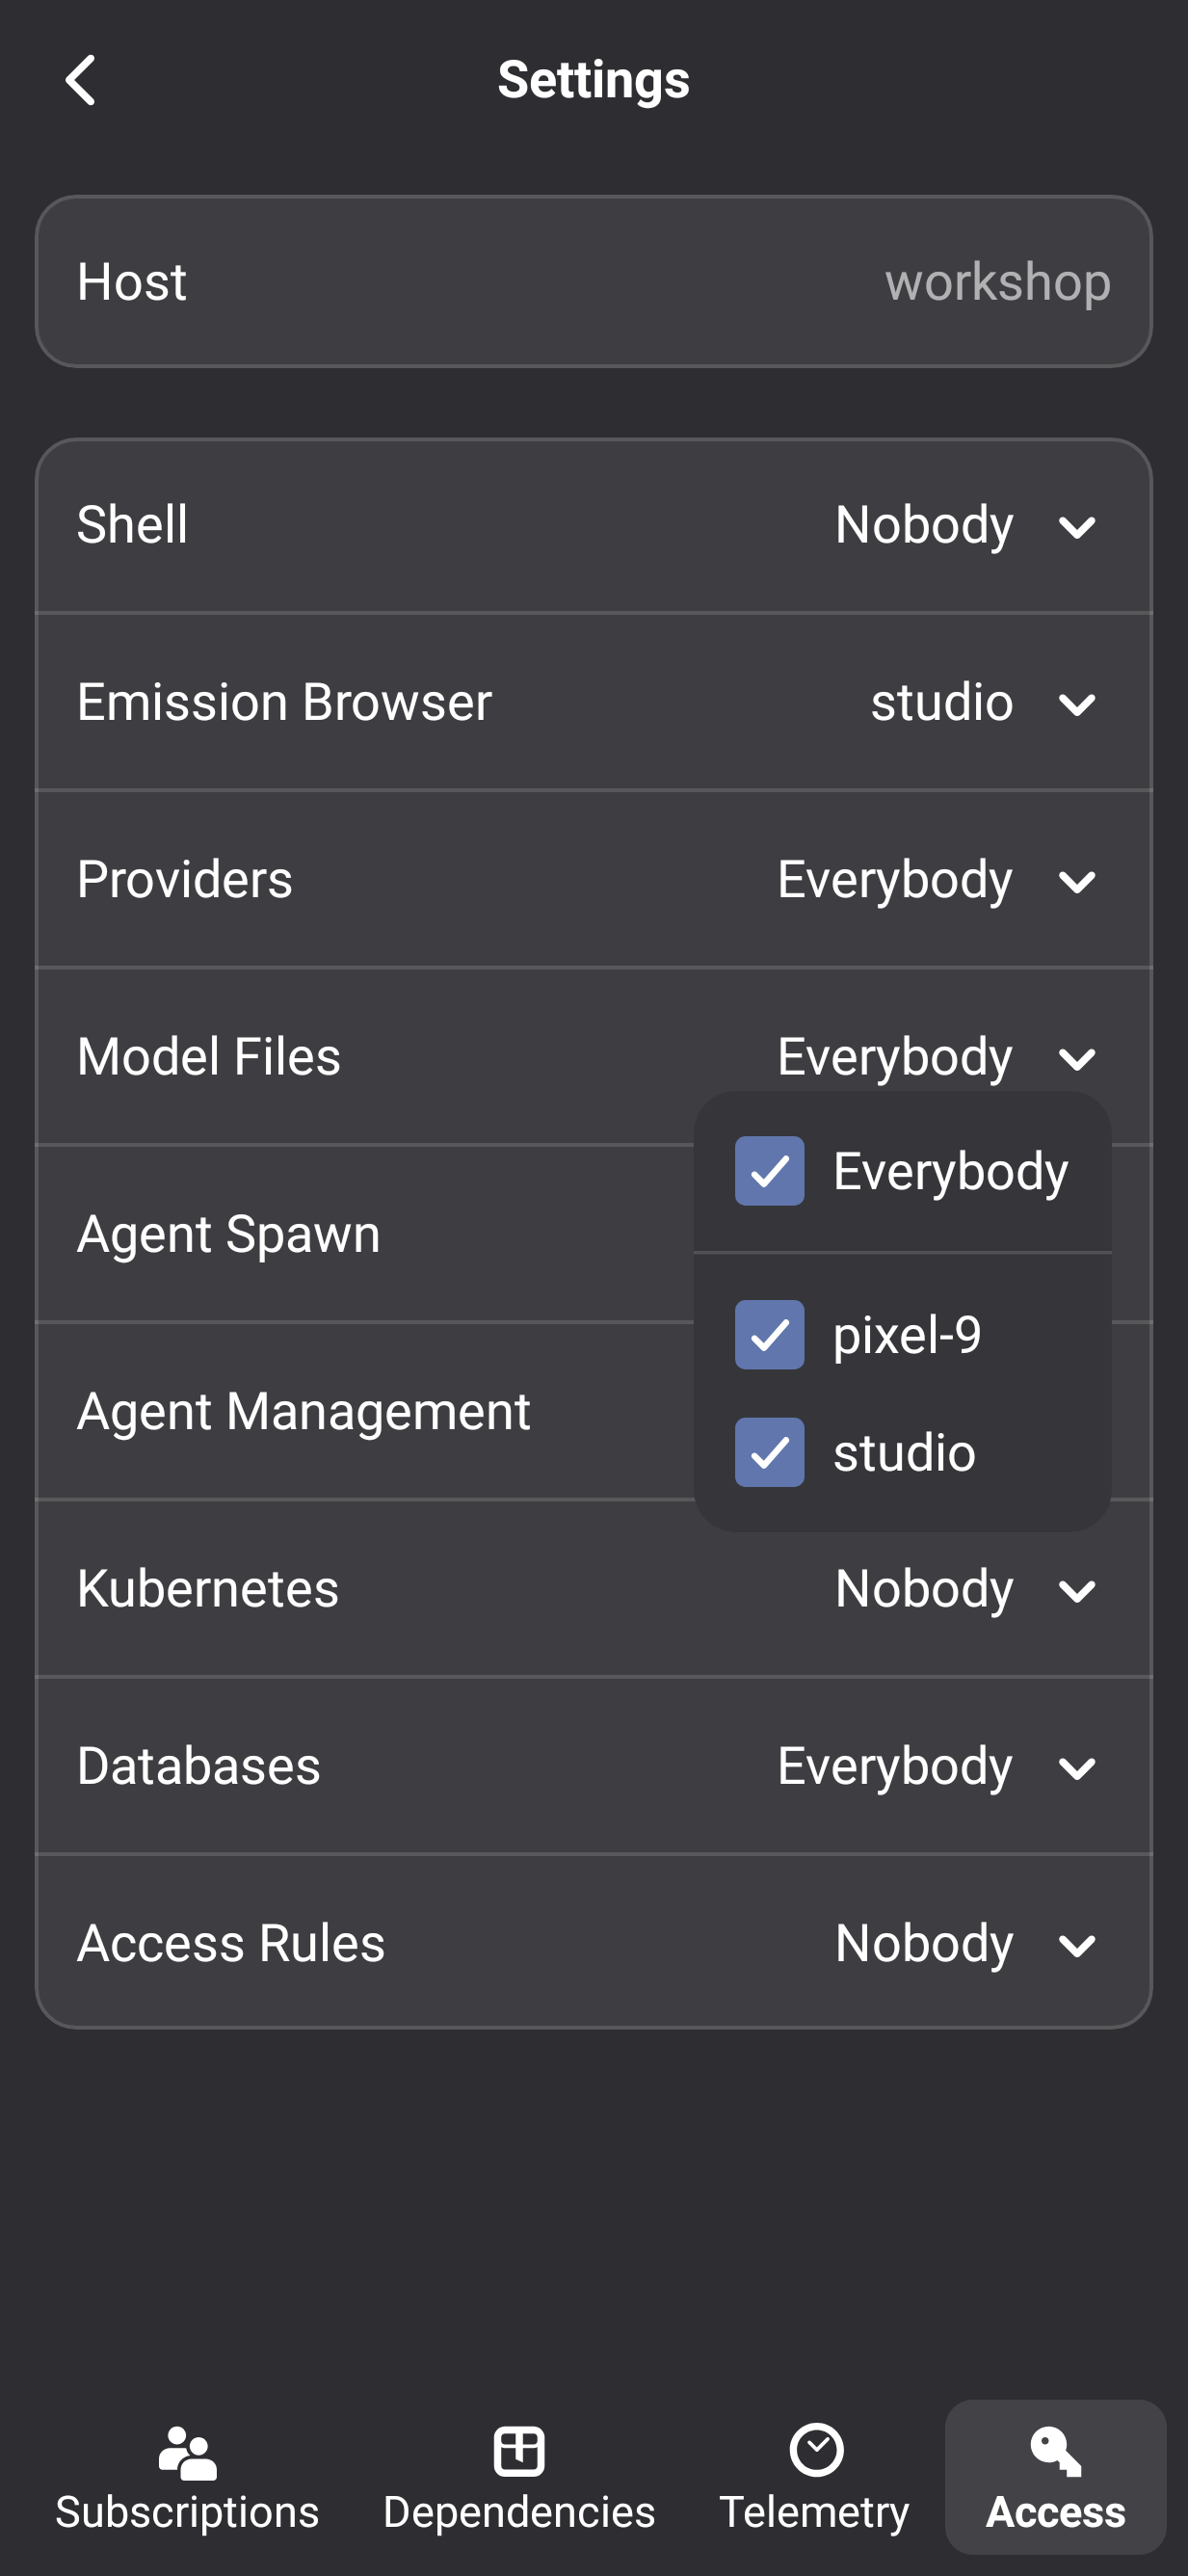 Settings
Host workshop
Shell Nobody
Emission Browser studio
Providers Everybody
Model Files Everybody
Everybody
Agent Spawn
pixel-9
Agent Management
studio
Kubernetes Nobody
Databases Everybody
Access Rules Nobody
Subscriptions Dependencies Telemetry Access